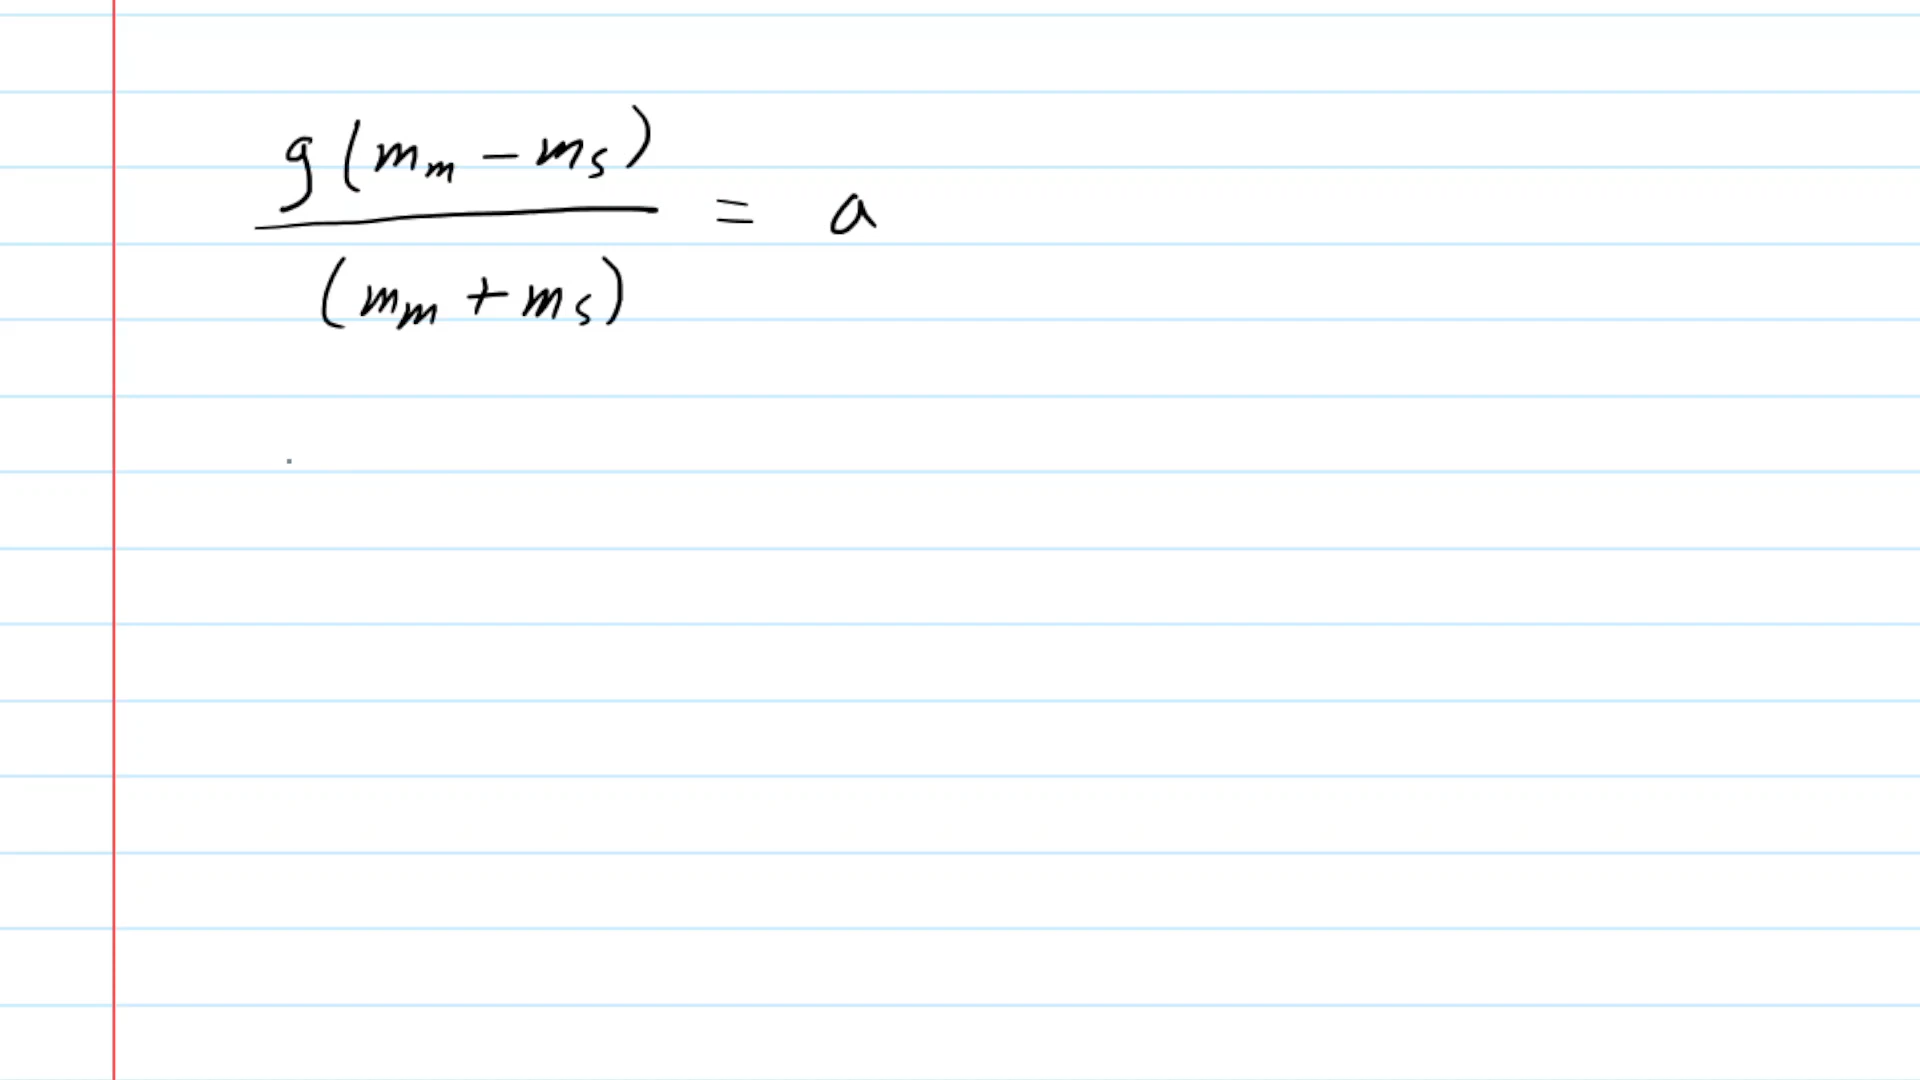 g(m_m - m_s) / (m_m + m_s) = a